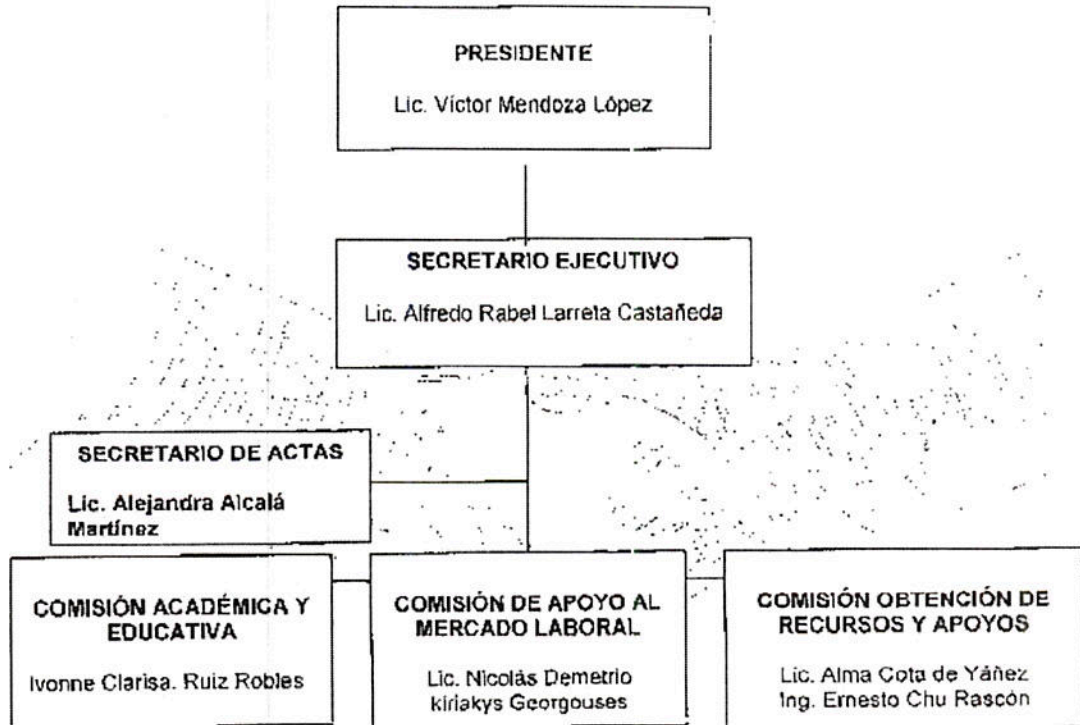 PRESIDENTE
Lic. Víctor Mendoza López
SECRETARIO EJECUTIVO
Lic. Alfredo Rabel Larreta Castañeda
SECRETARIO DE ACTAS
Lic. Alejandra Alcalá
Martínez
COMISIÓN ACADÉMICA Y
EDUCATIVA
Ivonne Clarisa. Ruiz Robles
COMISIÓN DE APOYO AL
MERCADO LABORAL
Lic. Nicolás Demetrio
kiriakys Georgouses
COMISIÓN OBTENCIÓN DE
RECURSOS Y APOYOS
Lic. Alma Cota de Yáñez
Ing. Ernesto Chu Rascón